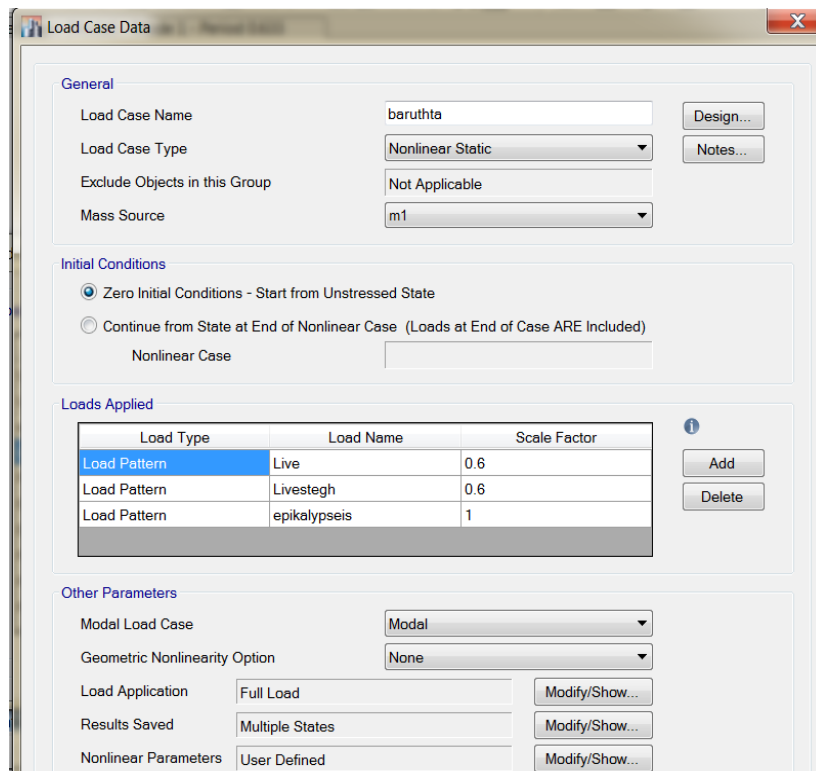 Load Case Data
General
Load Case Name baruthta Design...
Load Case Type Nonlinear Static Notes...
Exclude Objects in this Group Not Applicable
Mass Source m1
Initial Conditions
Zero Initial Conditions - Start from Unstressed State
Continue from State at End of Nonlinear Case (Loads at End of Case ARE Included)
Nonlinear Case
Loads Applied
Load Type Load Name Scale Factor
Load Pattern Live 0.6 Add
Load Pattern Livestegh 0.6 Delete
Load Pattern epikalypseis 1
Other Parameters
Modal Load Case Modal
Geometric Nonlinearity Option None
Load Application Full Load Modify/Show...
Results Saved Multiple States Modify/Show...
Nonlinear Parameters User Defined Modify/Show...